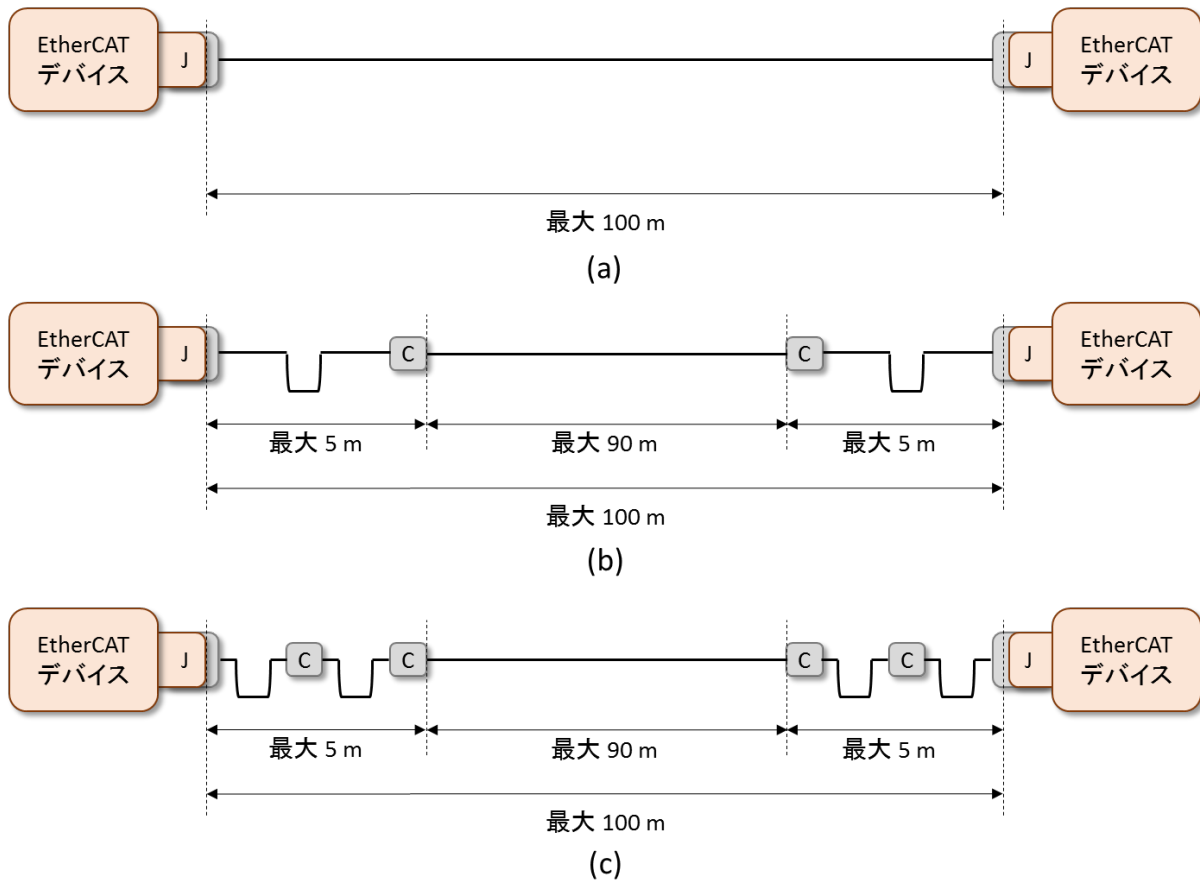 EtherCAT
デバイス
J
J
EtherCAT
デバイス
最大 100 m
(a)
EtherCAT
デバイス
J
C
C
J
EtherCAT
デバイス
最大 5 m
最大 90 m
最大 5 m
最大 100 m
(b)
EtherCAT
デバイス
J
C
C
C
C
J
EtherCAT
デバイス
最大 5 m
最大 90 m
最大 5 m
最大 100 m
(c)